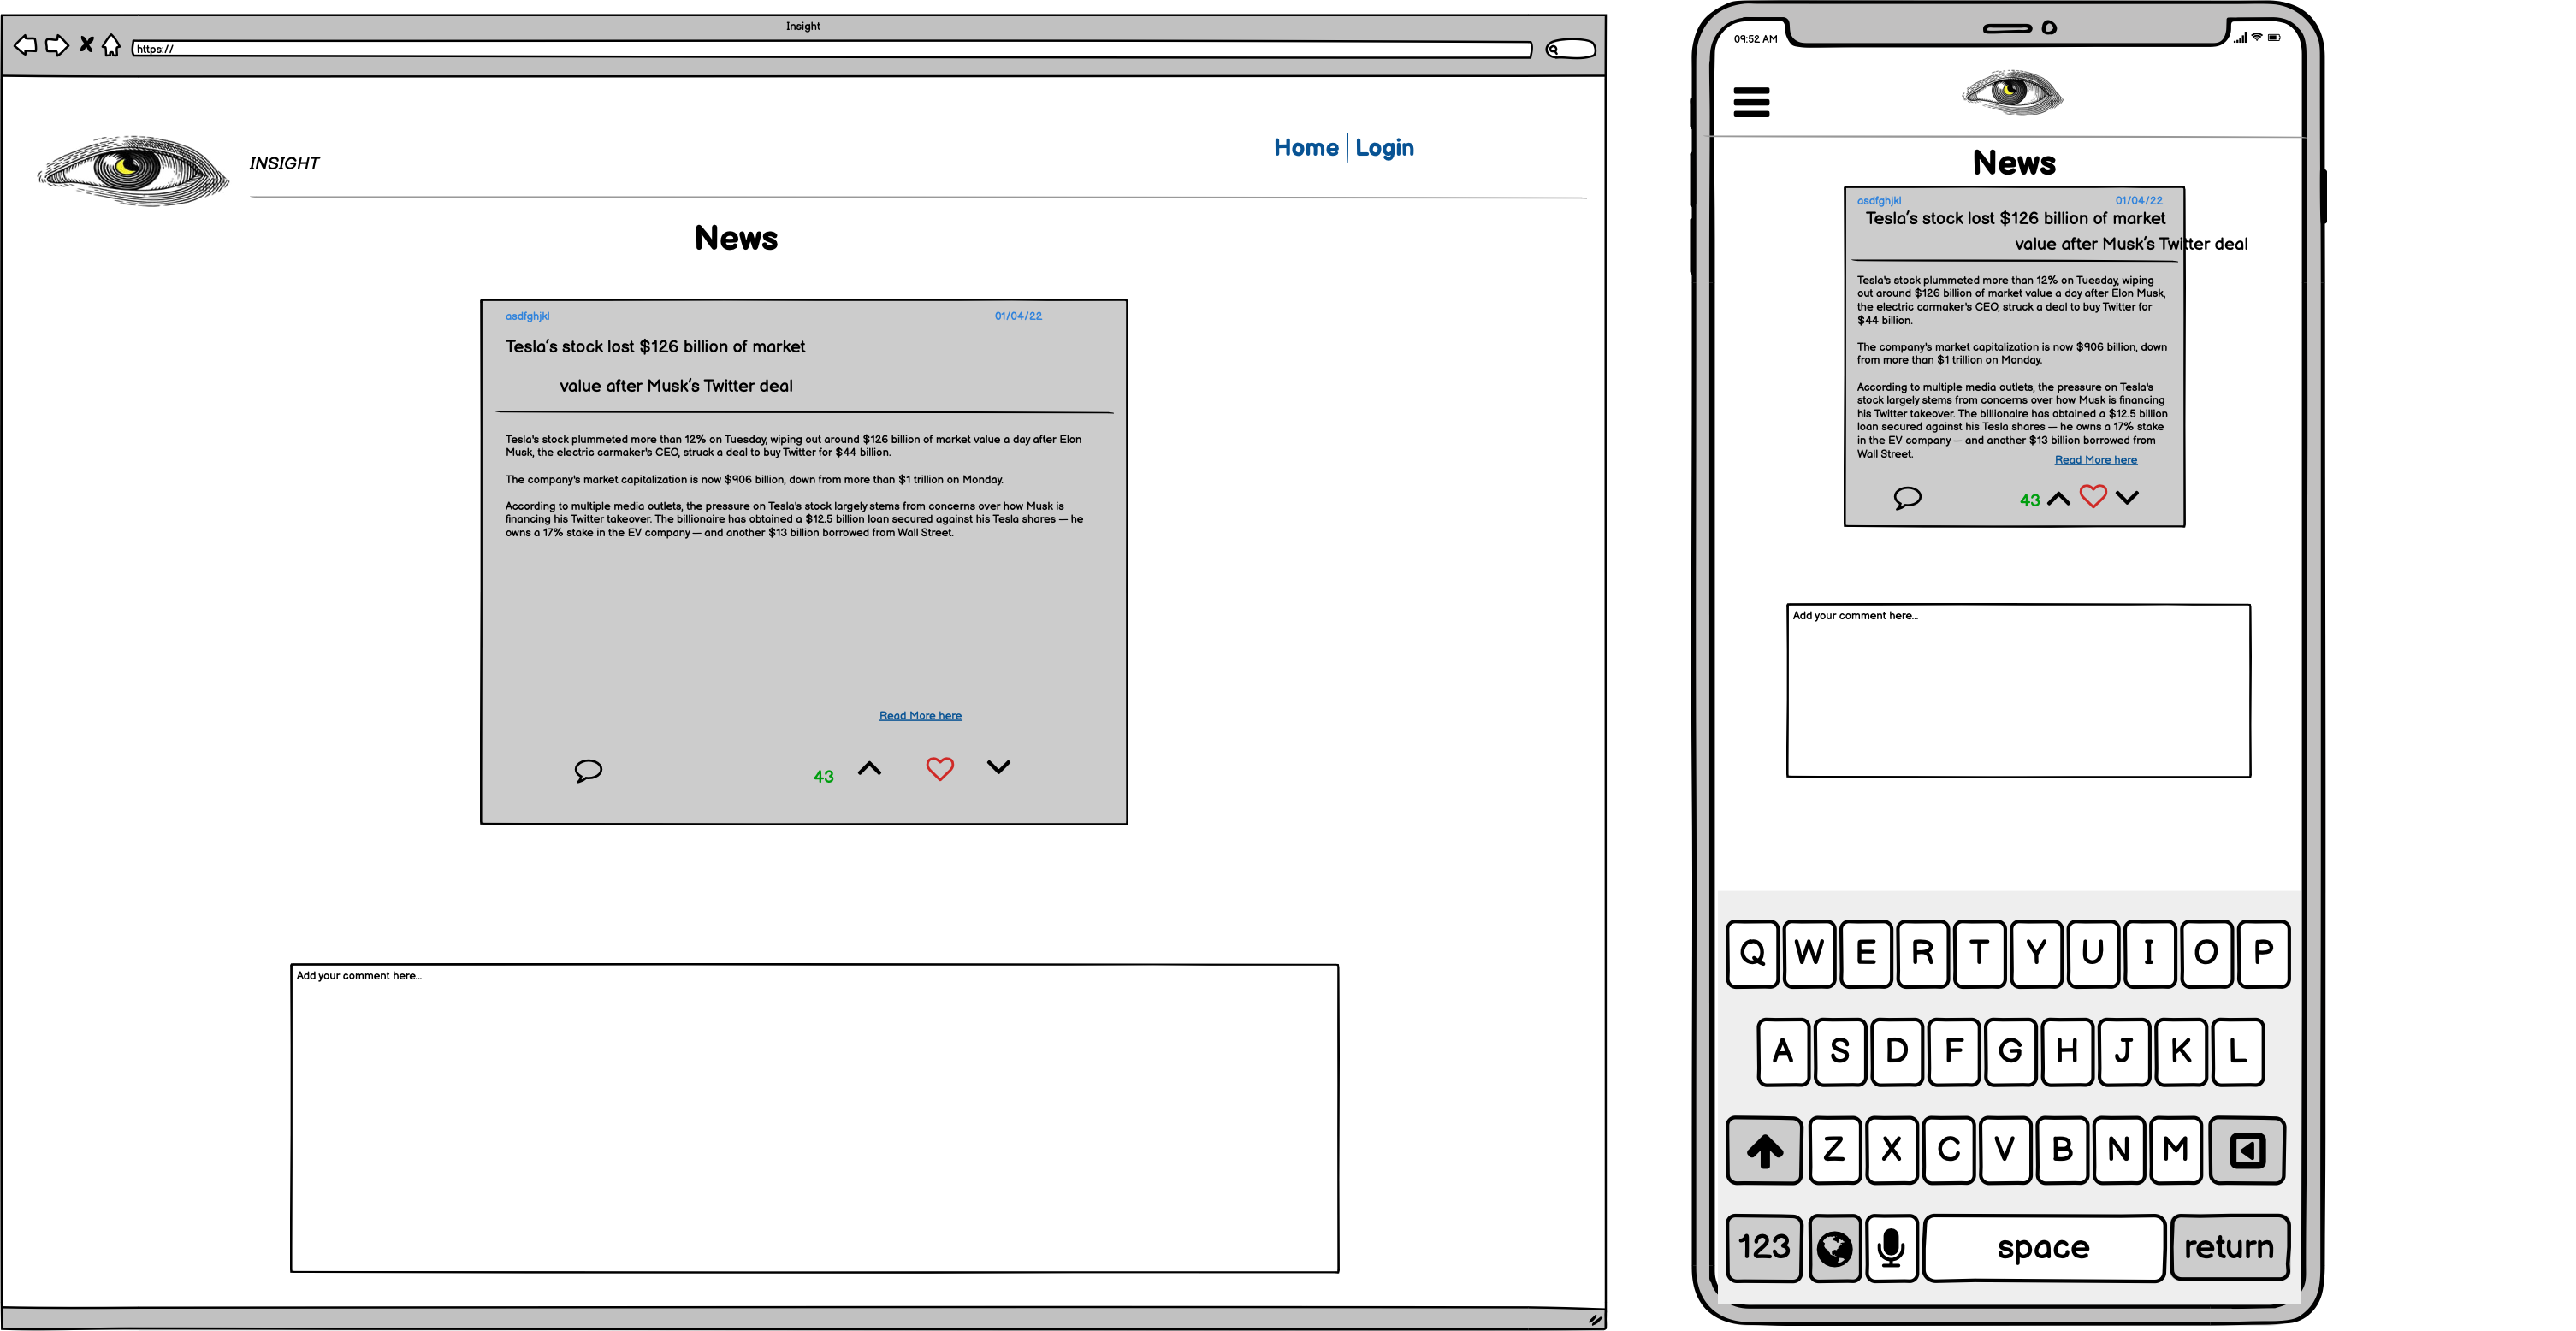 Insight
https://
INSIGHT
Home
Login
News
asdfghjkl
01/04/22
Tesla's stock lost $126 billion of market
value after Musk's Twitter deal
Tesla's stock plummeted more than 12% on Tuesday, wiping out around $126 billion of market value a day after Elon
Musk, the electric carmaker's CEO, struck a deal to buy Twitter for $44 billion.
The company's market capitalization is now $906 billion, down from more than $1 trillion on Monday.
According to multiple media outlets, the pressure on Tesla's stock largely stems from concerns over how Musk is
financing his Twitter takeover. The billionaire has obtained a $12.5 billion loan secured against his Tesla shares — he
owns a 17% stake in the EV company — and another $13 billion borrowed from Wall Street.
Read More here
43
Add your comment here...
09:52 AM
News
asdfghjkl
01/04/22
Tesla's stock lost $126 billion of market
value after Musk's Twitter deal
Tesla's stock plummeted more than 12% on Tuesday, wiping
out around $126 billion of market value a day after Elon Musk,
the electric carmaker's CEO, struck a deal to buy Twitter for
$44 billion.
The company's market capitalization is now $906 billion, down
from more than $1 trillion on Monday.
According to multiple media outlets, the pressure on Tesla's
stock largely stems from concerns over how Musk is financing
his Twitter takeover. The billionaire has obtained a $12.5 billion
loan secured against his Tesla shares — he owns a 17% stake
in the EV company — and another $13 billion borrowed from
Wall Street.
Read More here
43
Add your comment here...
Q W E R T Y U I O P
A S D F G H J K L
Z X C V B N M
123 space return